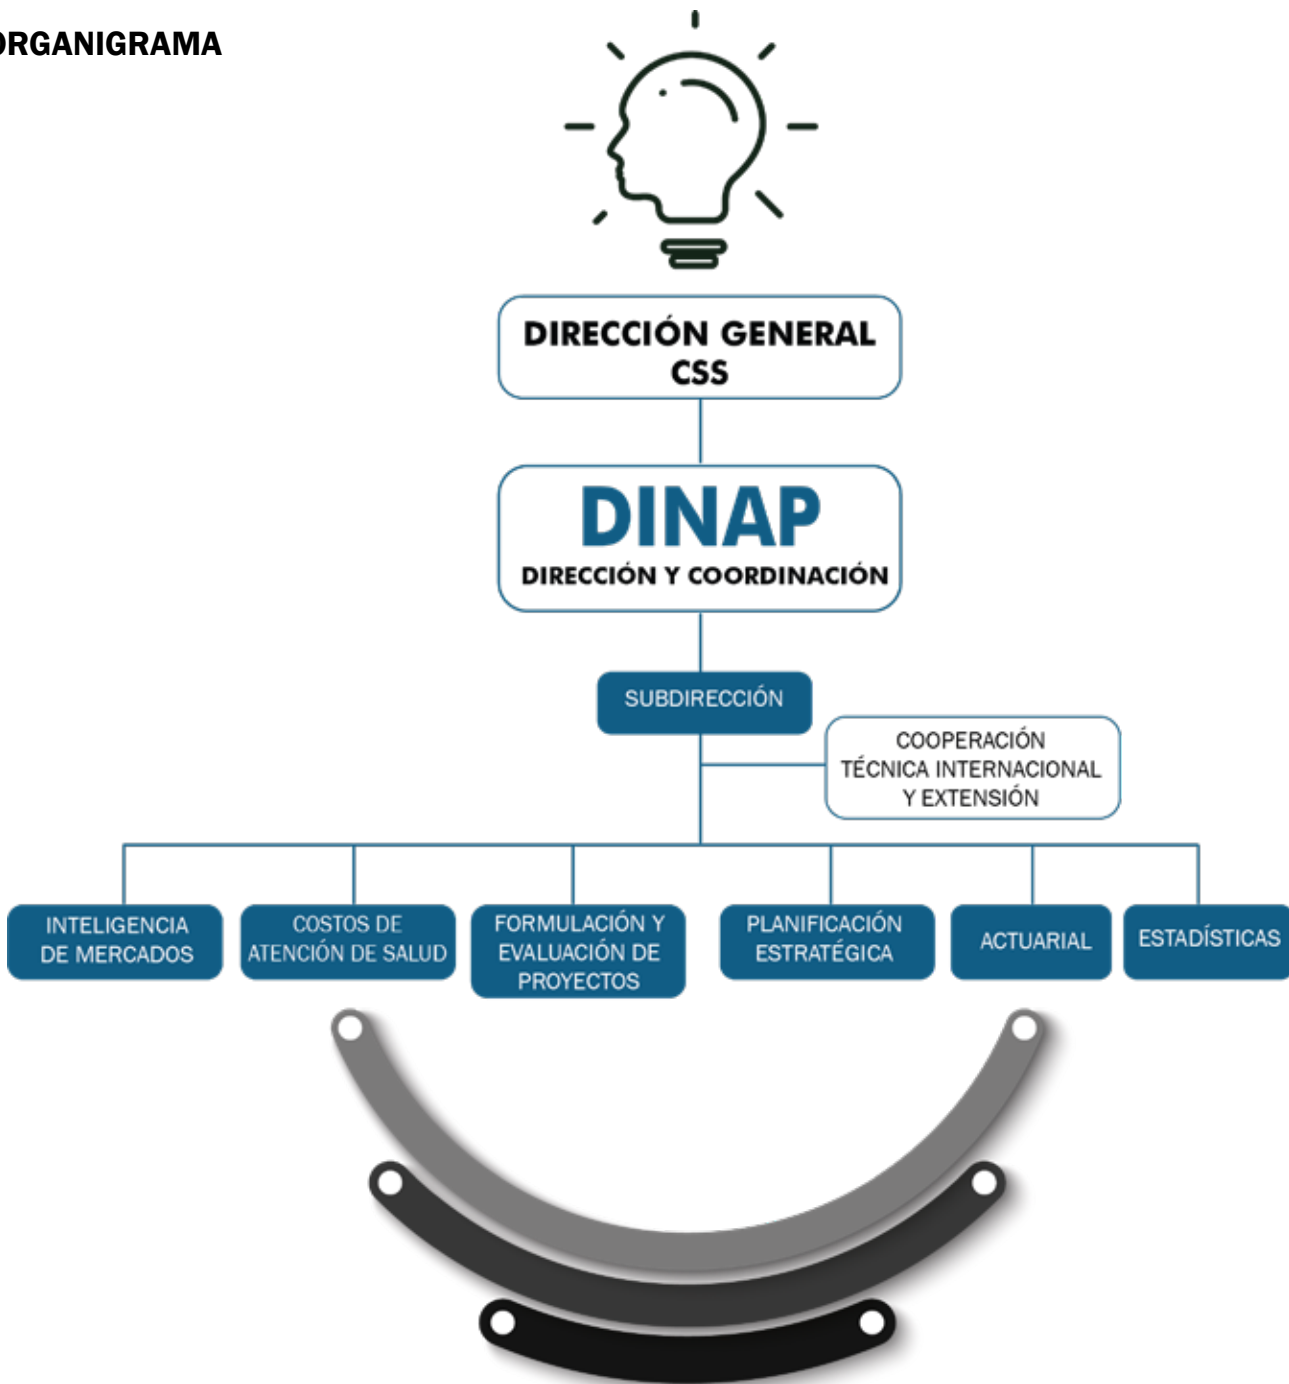 ORGANIGRAMA
DIRECCIÓN GENERAL
CSS
DINAP
DIRECCIÓN Y COORDINACIÓN
SUBDIRECCIÓN
COOPERACIÓN
TÉCNICA INTERNACIONAL
Y EXTENSIÓN
INTELIGENCIA
DE MERCADOS
COSTOS DE
ATENCIÓN DE SALUD
FORMULACIÓN Y
EVALUACIÓN DE
PROYECTOS
PLANIFICACIÓN
ESTRATÉGICA
ACTUARIAL
ESTADÍSTICAS